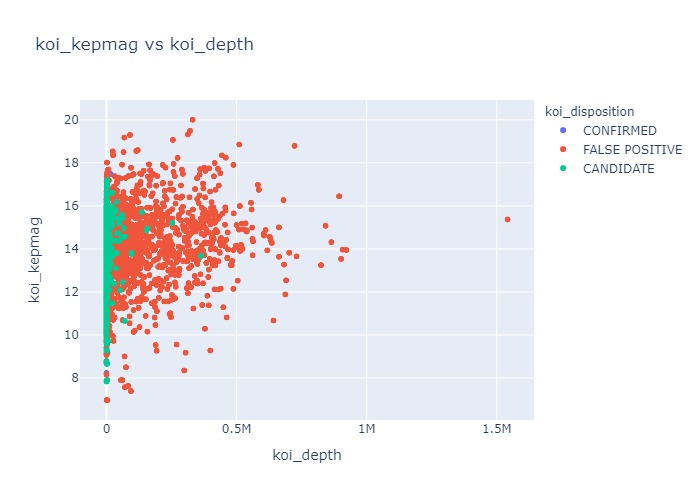 koi_kepmag vs koi_depth
koi_disposition
CONFIRMED
FALSE POSITIVE
CANDIDATE
20
18
16
14
12
10
8
koi_kepmag
0
0.5M
1M
1.5M
koi_depth